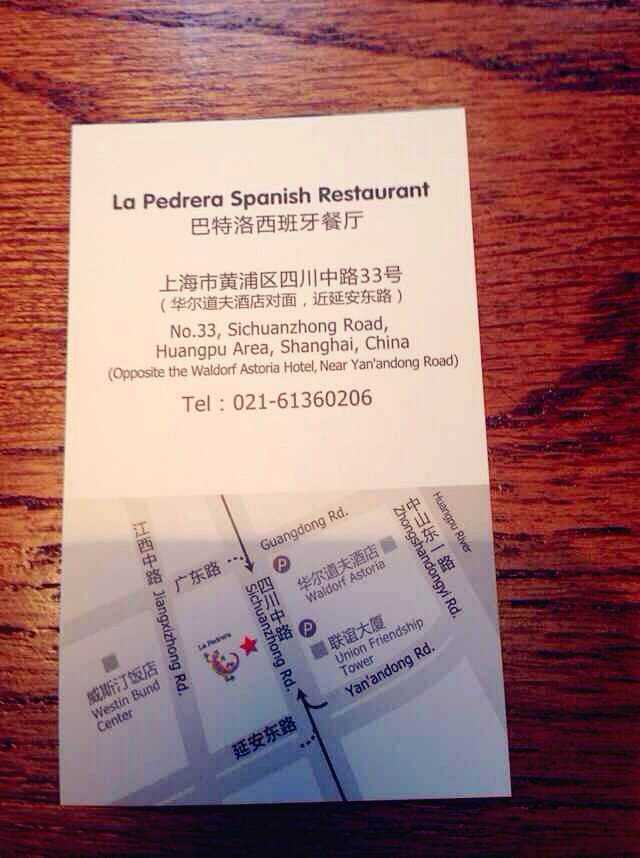 La Pedrera Spanish Restaurant
巴特洛西班牙餐厅
上海市黄浦区四川中路33号
（华尔道夫酒店对面，近延安东路）
No.33, Sichuanzhong Road,
Huangpu Area, Shanghai, China
(Opposite the Waldorf Astoria Hotel, Near Yan'andong Road)
Tel : 021-61360206
江西中路 Jiangxizhong Rd.
广东路
Guangdong Rd.
P
四川中路
Sichuanzhong Rd.
华尔道夫酒店
Waldorf Astoria
中山东一路
Zhongshandongyi Rd.
Huangpu River
P
联谊大厦
Union Friendship
Tower
La Pedrera
威斯汀饭店
Westin Bund
Center
Yan'andong Rd.
延安东路